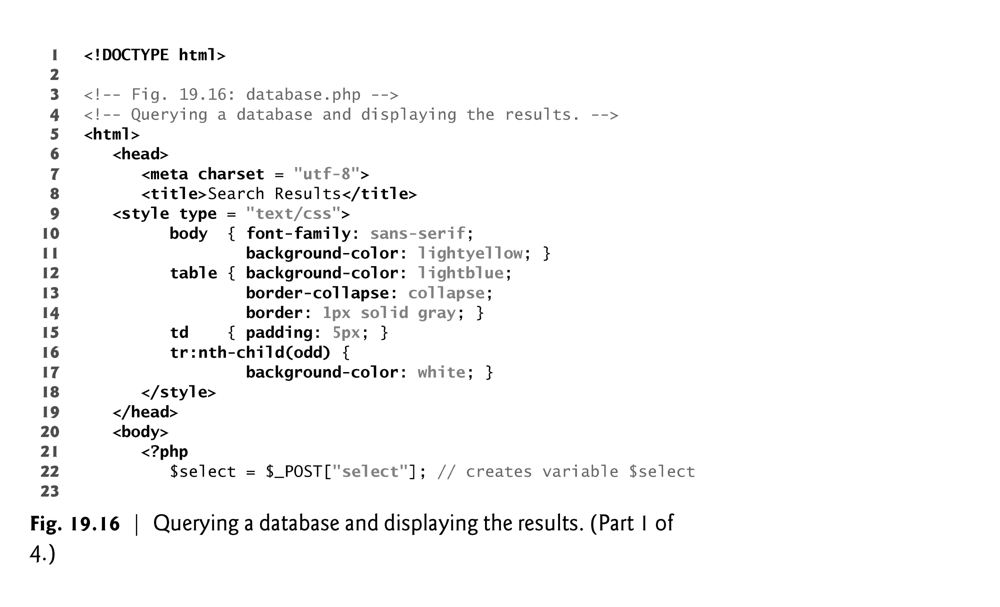 1 <!DOCTYPE html>
2
3 <!-- Fig. 19.16: database.php -->
4 <!-- Querying a database and displaying the results. -->
5 <html>
6    <head>
7       <meta charset = "utf-8">
8       <title>Search Results</title>
9    <style type = "text/css">
10          body  { font-family: sans-serif;
11                  background-color: lightyellow; }
12          table { background-color: lightblue;
13                  border-collapse: collapse;
14                  border: 1px solid gray; }
15          td    { padding: 5px; }
16          tr:nth-child(odd) {
17                  background-color: white; }
18       </style>
19    </head>
20    <body>
21       <?php
22          $select = $_POST["select"]; // creates variable $select
23
Fig. 19.16 | Querying a database and displaying the results. (Part 1 of
4.)